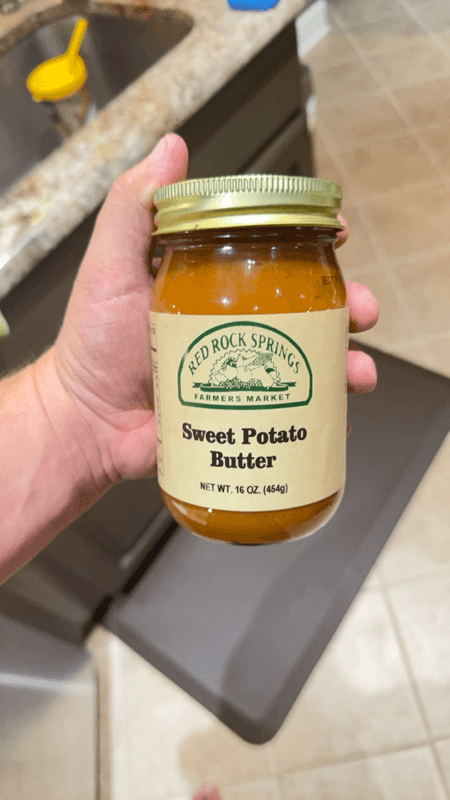 RED ROCK SPRINGS
FARMERS MARKET
Sweet Potato
Butter
NET WT. 16 OZ. (454g)